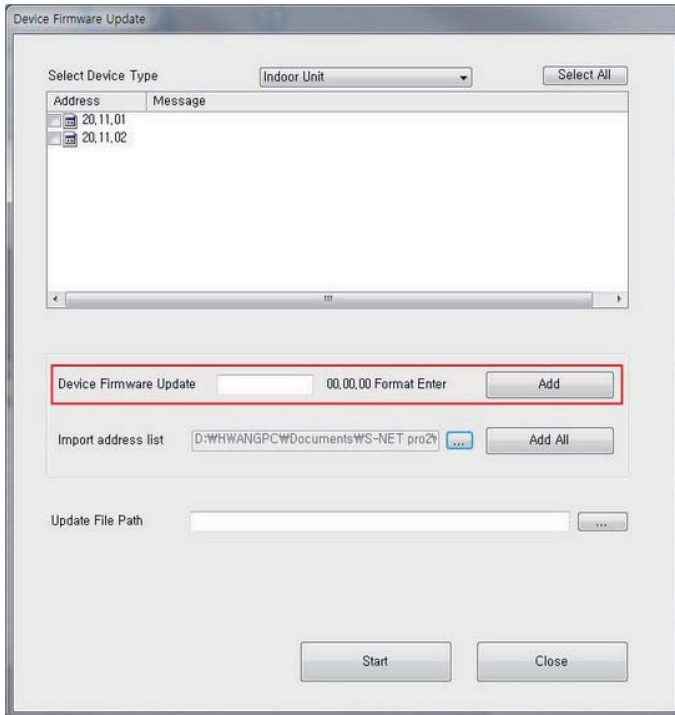 Device Firmware Update
Select Device Type Indoor Unit Select All
Address Message
20,11,01
20,11,02
Device Firmware Update 00,00,00 Format Enter Add
Import address list D:₩HWANGPC₩Documents₩S-NET pro2₩ ... Add All
Update File Path ...
Start Close